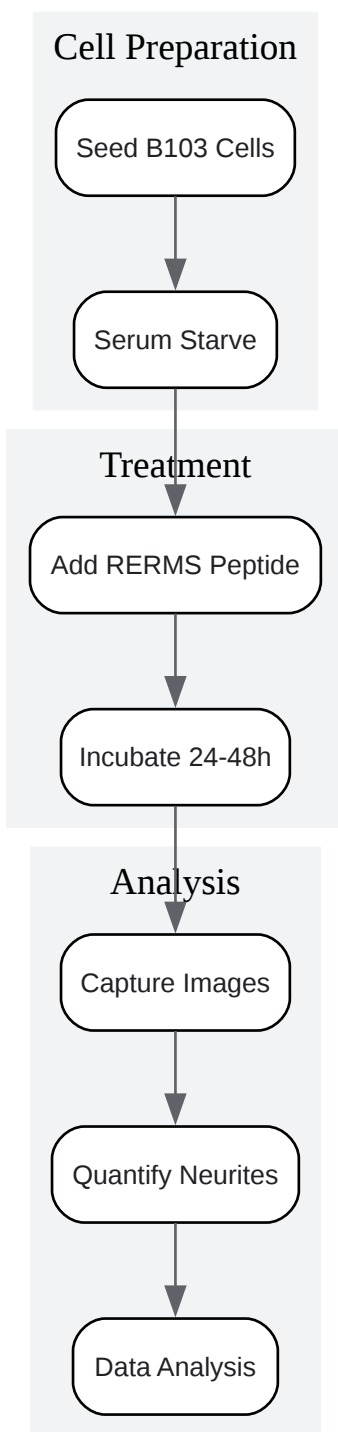 Cell Preparation
Seed B103 Cells
Serum Starve
Treatment
Add RERMS Peptide
Incubate 24-48h
Analysis
Capture Images
Quantify Neurites
Data Analysis